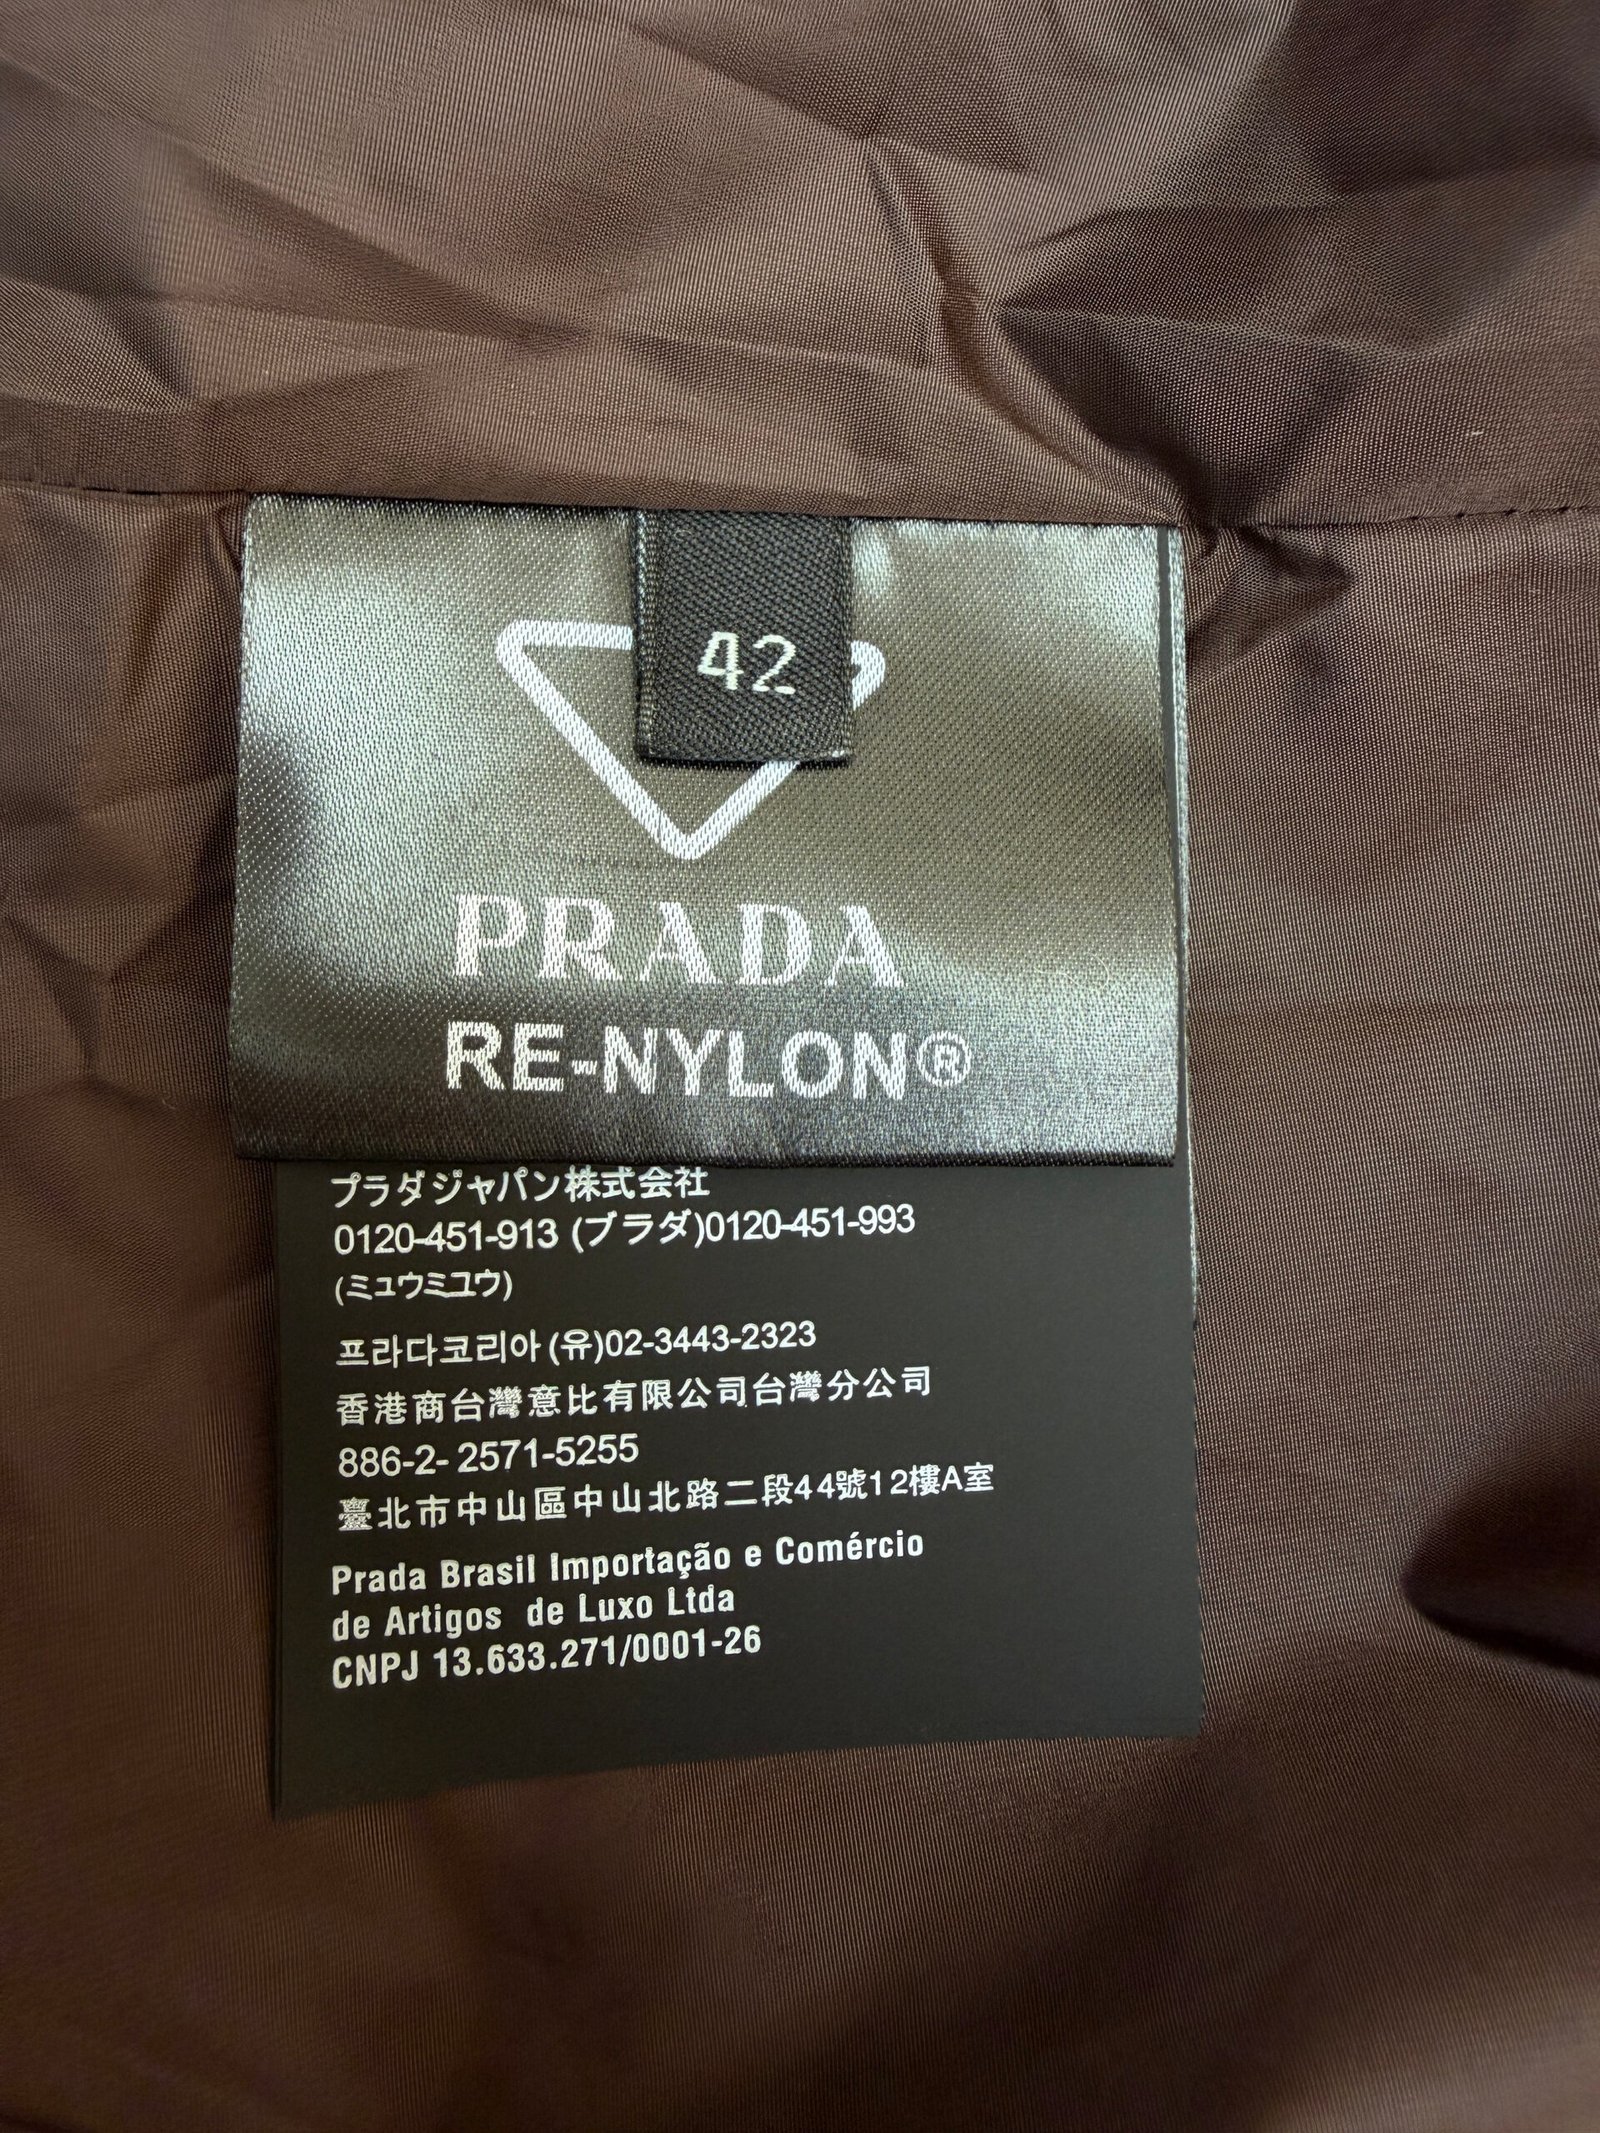 42
PRADA
RE-NYLON®
プラダジャパン株式会社
0120-451-913 (ブラダ)0120-451-993
(ミュウミユウ)
프라다코리아 (유)02-3443-2323
香港商台灣意比有限公司台灣分公司
886-2- 2571-5255
臺北市中山區中山北路二段44號12樓A室
Prada Brasil Importação e Comércio
de Artigos de Luxo Ltda
CNPJ 13.633.271/0001-26